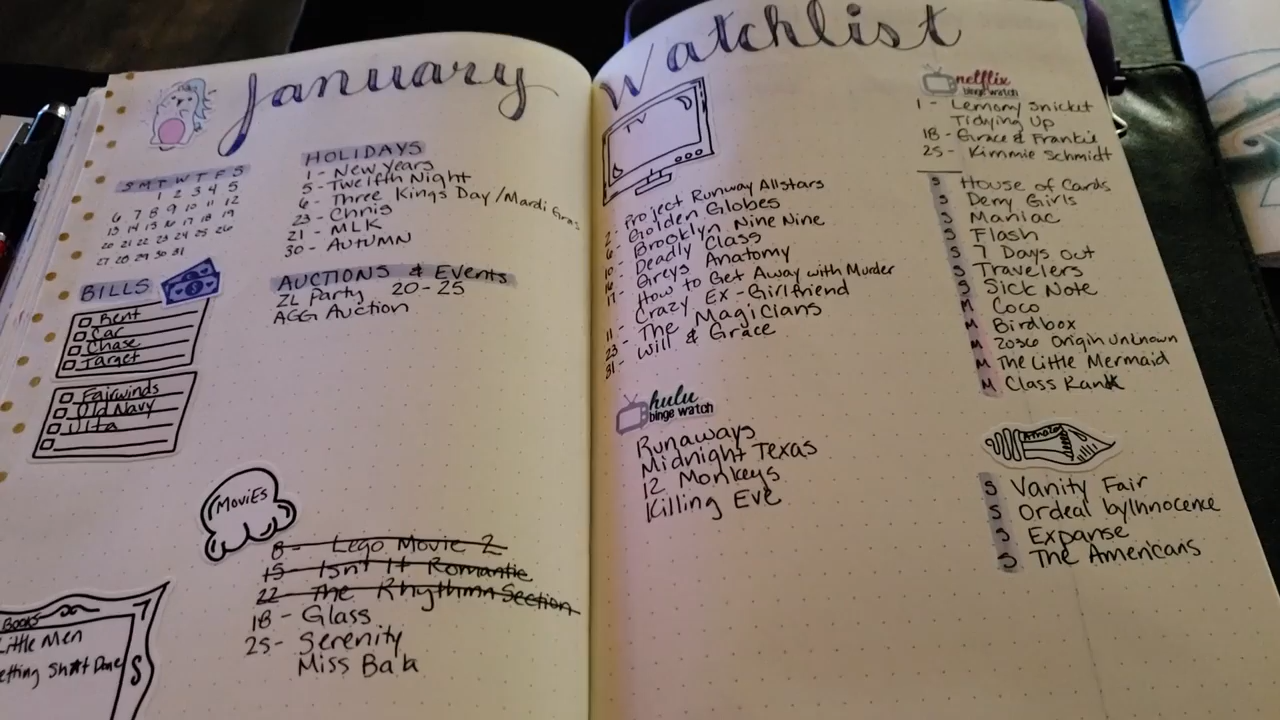 January
S M T W T F S
1 2 3 4 5
6 7 8 9 10 11 12
13 14 15 16 17 18 19
20 21 22 23 24 25 26
27 28 29 30 31
HOLIDAYS
1 - New Years
5 - Twelfth Night
6 - Three Kings Day / Mardi Gras
23 - Chris
21 - MLK
30 - AUTUMN
BILLS
Rent
Car
Chase
Target
Fairwinds
Old Navy
Ulta
AUCTIONS & Events
ZL Party 20-25
AGG Auction
MOVIES
8 - Lego Movie 2
15 - Isn't It Romantic
22 - The Rhythmn Section
18 - Glass
25 - Serenity
Miss Bala
BOOKS
Little Men
etting Sh*t Done
Watchlist
TV
2 - Project Runway Allstars
6 - Golden Globes
10 - Brooklyn Nine Nine
Deadly Class
Greys Anatomy
17 - How to Get Away with Murder
11 - Crazy Ex-Girlfriend
23 - The Magicians
31 - Will & Grace
hulu
binge watch
Runaways
Midnight Texas
12 Monkeys
Killing Eve
netflix
binge watch
1 - Lemony Snicket
Tidying Up
18 - Grace & Frankie
25 - Kimmie Schmidt
S House of Cards
S Derry Girls
S Maniac
S Flash
S 7 Days out
S Travelers
S Sick Note
M Coco
M Birdbox
M 2036 Origin Unknown
M The Little Mermaid
M Class Rank
Amazon
S Vanity Fair
S Ordeal by Innocence
S Expanse
S The Americans